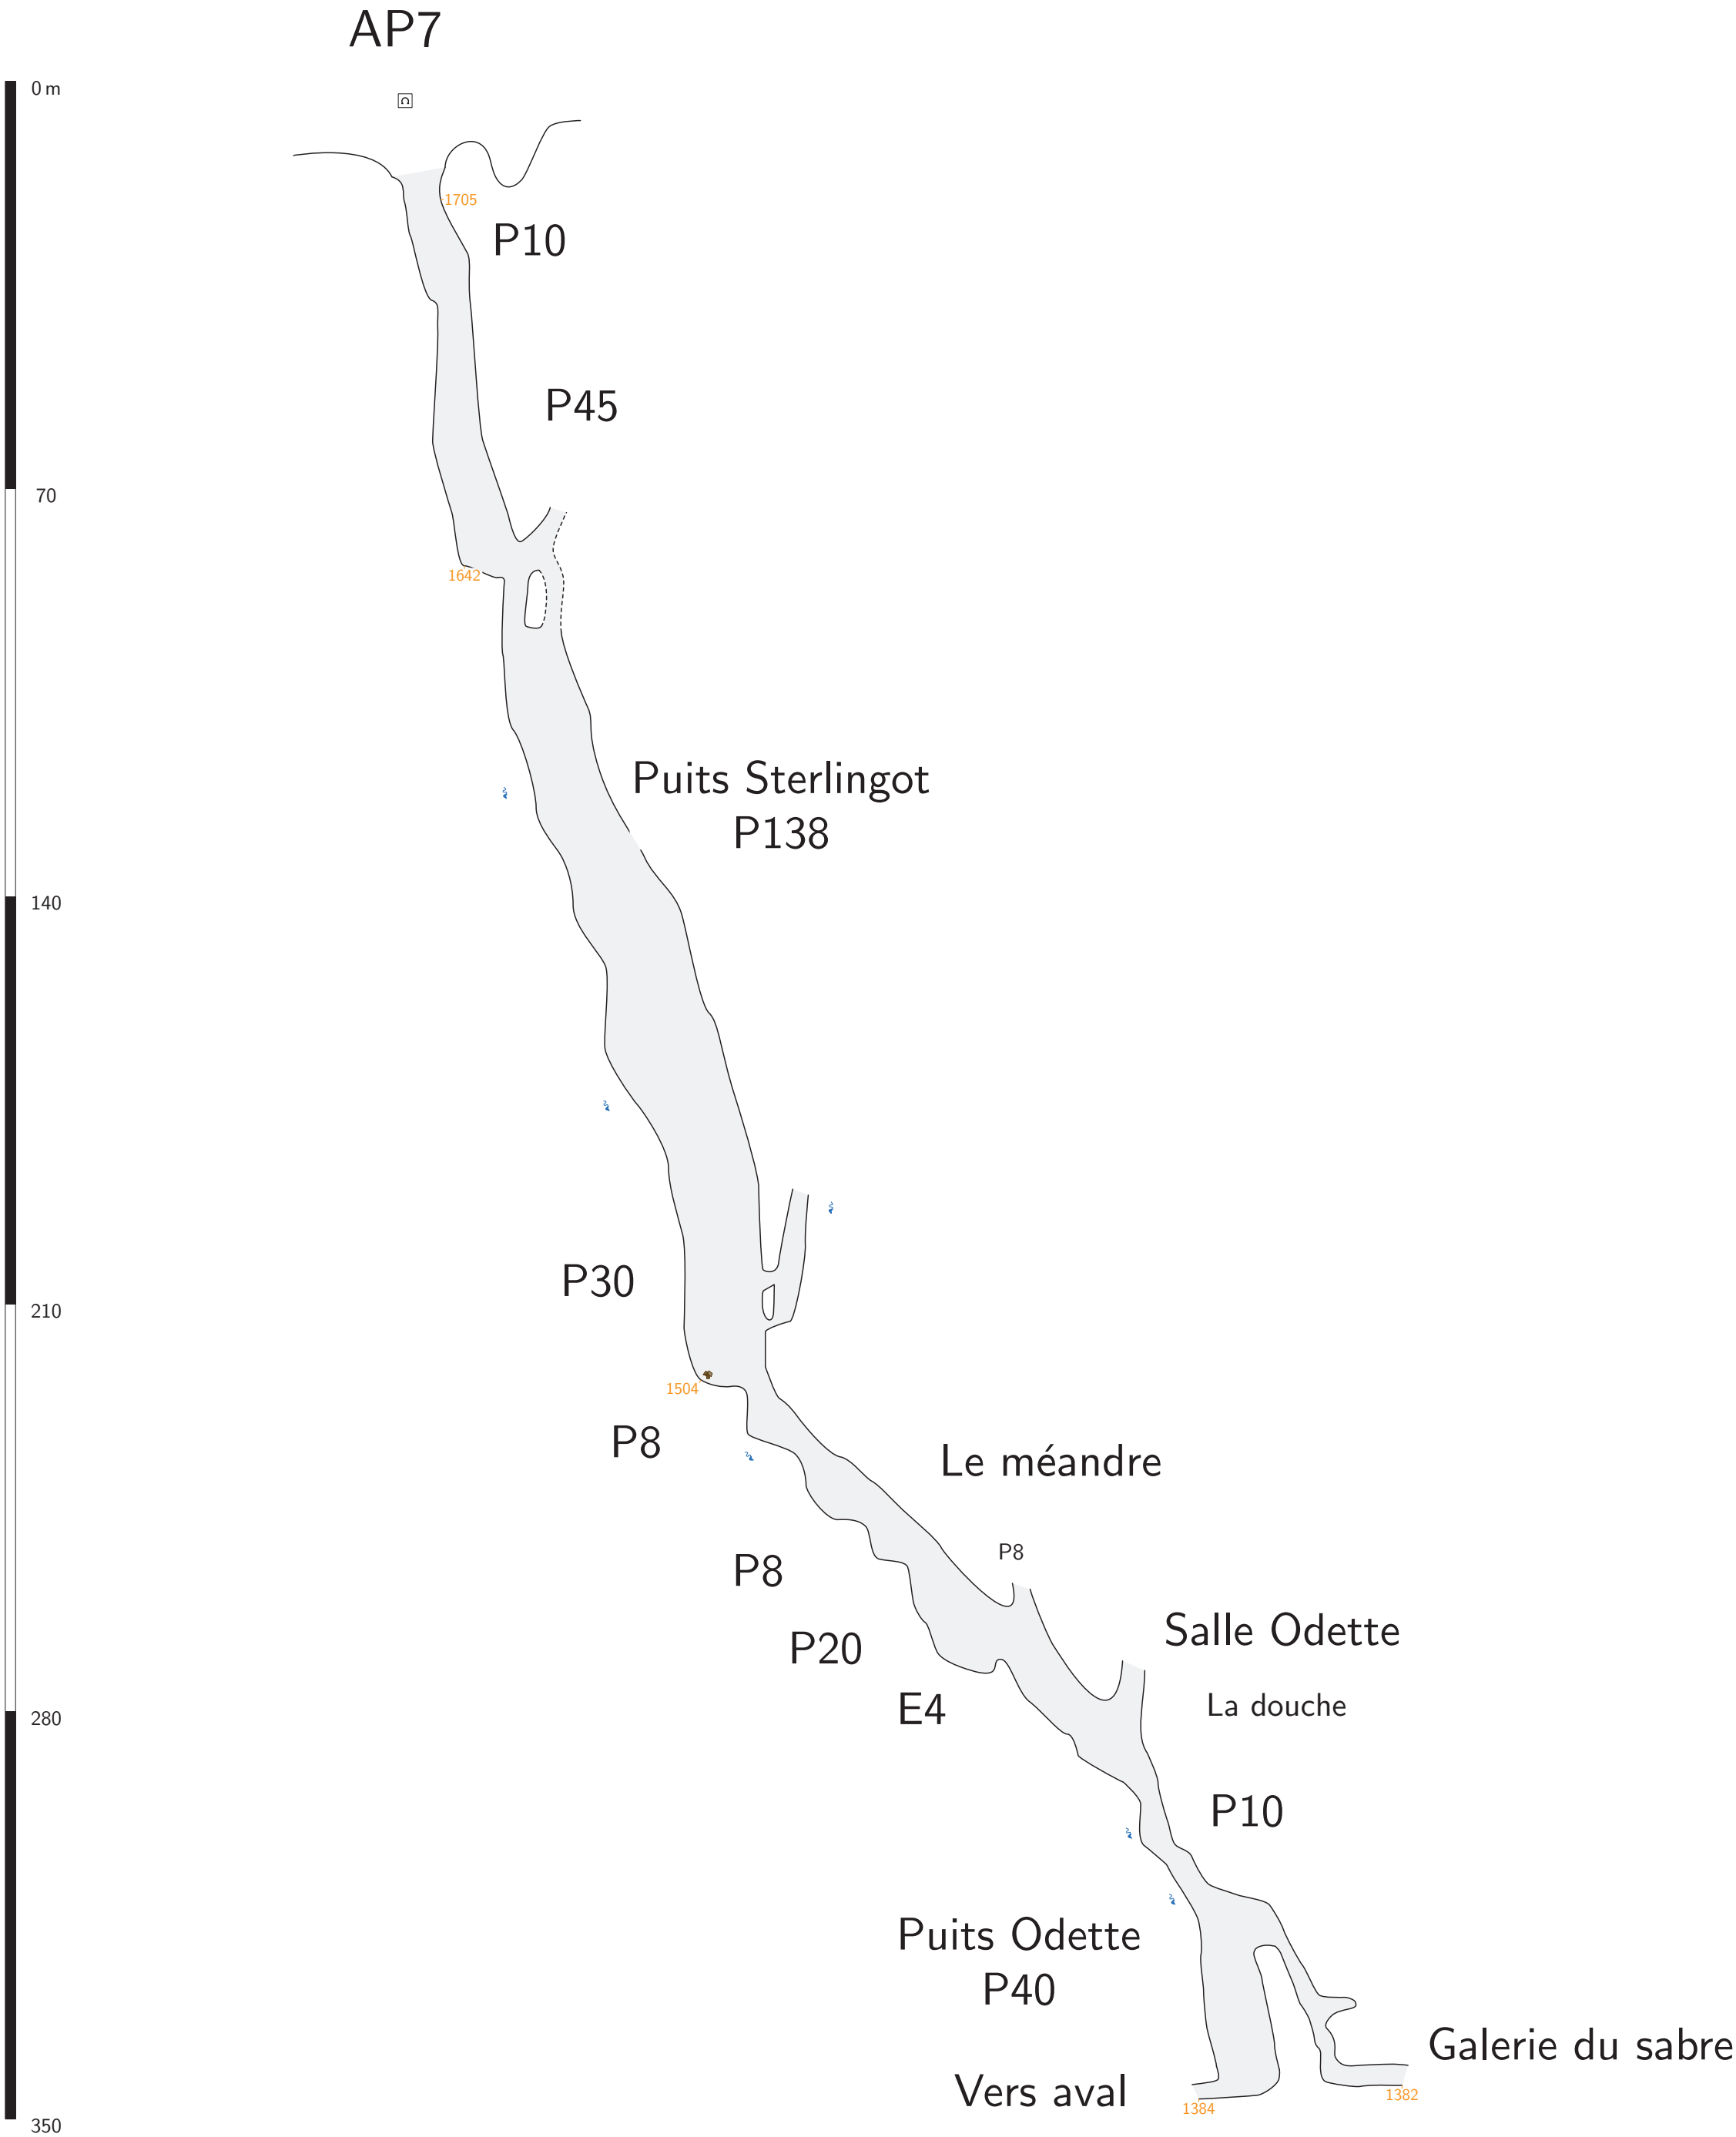 AP7
0 m
1705
P10
P45
70
1642
Puits Sterlingot
P138
140
P30
210
1504
P8
Le méandre
P8
P8
Salle Odette
P20
E4
La douche
280
P10
Puits Odette
P40
Galerie du sabre
Vers aval
1382
1384
350